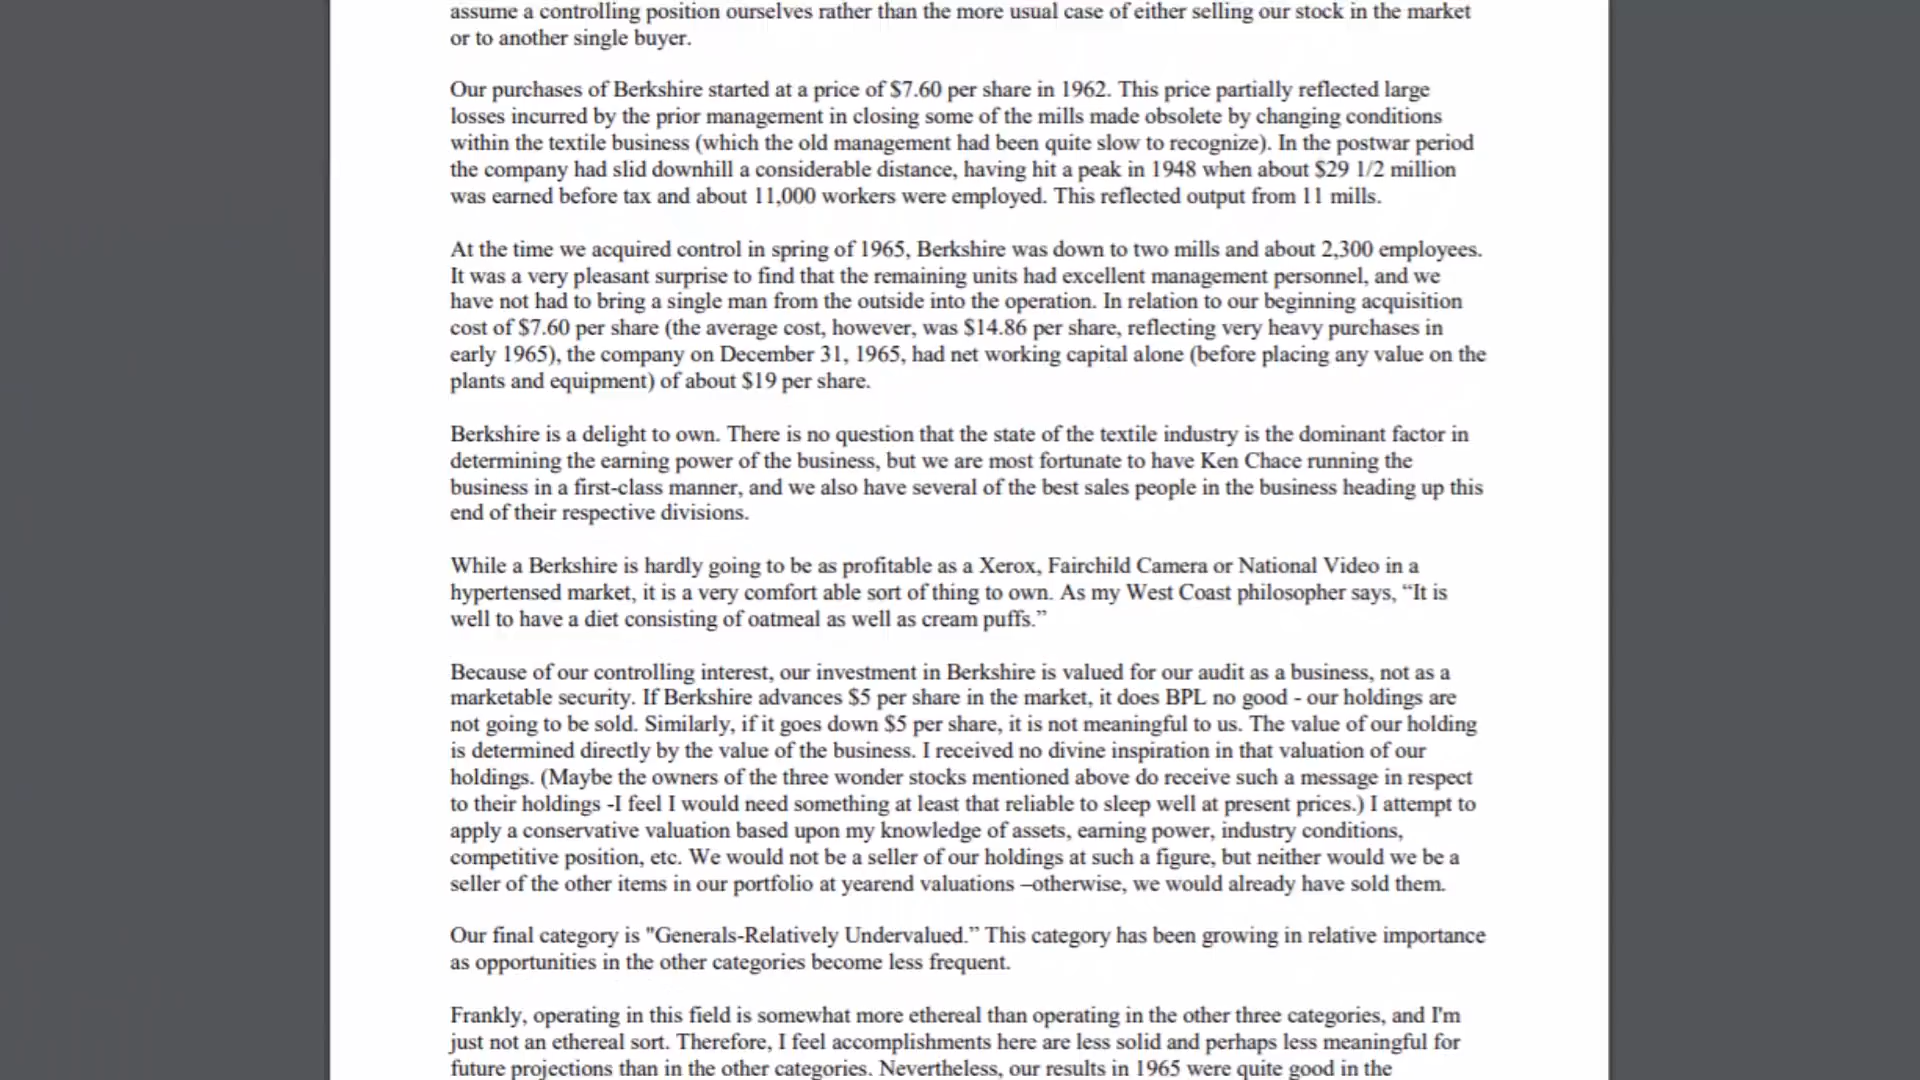 assume a controlling position ourselves rather than the more usual case of either selling our stock in the market
or to another single buyer.
Our purchases of Berkshire started at a price of $7.60 per share in 1962. This price partially reflected large
losses incurred by the prior management in closing some of the mills made obsolete by changing conditions
within the textile business (which the old management had been quite slow to recognize). In the postwar period
the company had slid downhill a considerable distance, having hit a peak in 1948 when about $29 1/2 million
was earned before tax and about 11,000 workers were employed. This reflected output from 11 mills.
At the time we acquired control in spring of 1965, Berkshire was down to two mills and about 2,300 employees.
It was a very pleasant surprise to find that the remaining units had excellent management personnel, and we
have not had to bring a single man from the outside into the operation. In relation to our beginning acquisition
cost of $7.60 per share (the average cost, however, was $14.86 per share, reflecting very heavy purchases in
early 1965), the company on December 31, 1965, had net working capital alone (before placing any value on the
plants and equipment) of about $19 per share.
Berkshire is a delight to own. There is no question that the state of the textile industry is the dominant factor in
determining the earning power of the business, but we are most fortunate to have Ken Chace running the
business in a first-class manner, and we also have several of the best sales people in the business heading up this
end of their respective divisions.
While a Berkshire is hardly going to be as profitable as a Xerox, Fairchild Camera or National Video in a
hypertensed market, it is a very comfort able sort of thing to own. As my West Coast philosopher says, “It is
well to have a diet consisting of oatmeal as well as cream puffs.”
Because of our controlling interest, our investment in Berkshire is valued for our audit as a business, not as a
marketable security. If Berkshire advances $5 per share in the market, it does BPL no good - our holdings are
not going to be sold. Similarly, if it goes down $5 per share, it is not meaningful to us. The value of our holding
is determined directly by the value of the business. I received no divine inspiration in that valuation of our
holdings. (Maybe the owners of the three wonder stocks mentioned above do receive such a message in respect
to their holdings -I feel I would need something at least that reliable to sleep well at present prices.) I attempt to
apply a conservative valuation based upon my knowledge of assets, earning power, industry conditions,
competitive position, etc. We would not be a seller of our holdings at such a figure, but neither would we be a
seller of the other items in our portfolio at yearend valuations –otherwise, we would already have sold them.
Our final category is "Generals-Relatively Undervalued.” This category has been growing in relative importance
as opportunities in the other categories become less frequent.
Frankly, operating in this field is somewhat more ethereal than operating in the other three categories, and I'm
just not an ethereal sort. Therefore, I feel accomplishments here are less solid and perhaps less meaningful for
future projections than in the other categories. Nevertheless, our results in 1965 were quite good in the